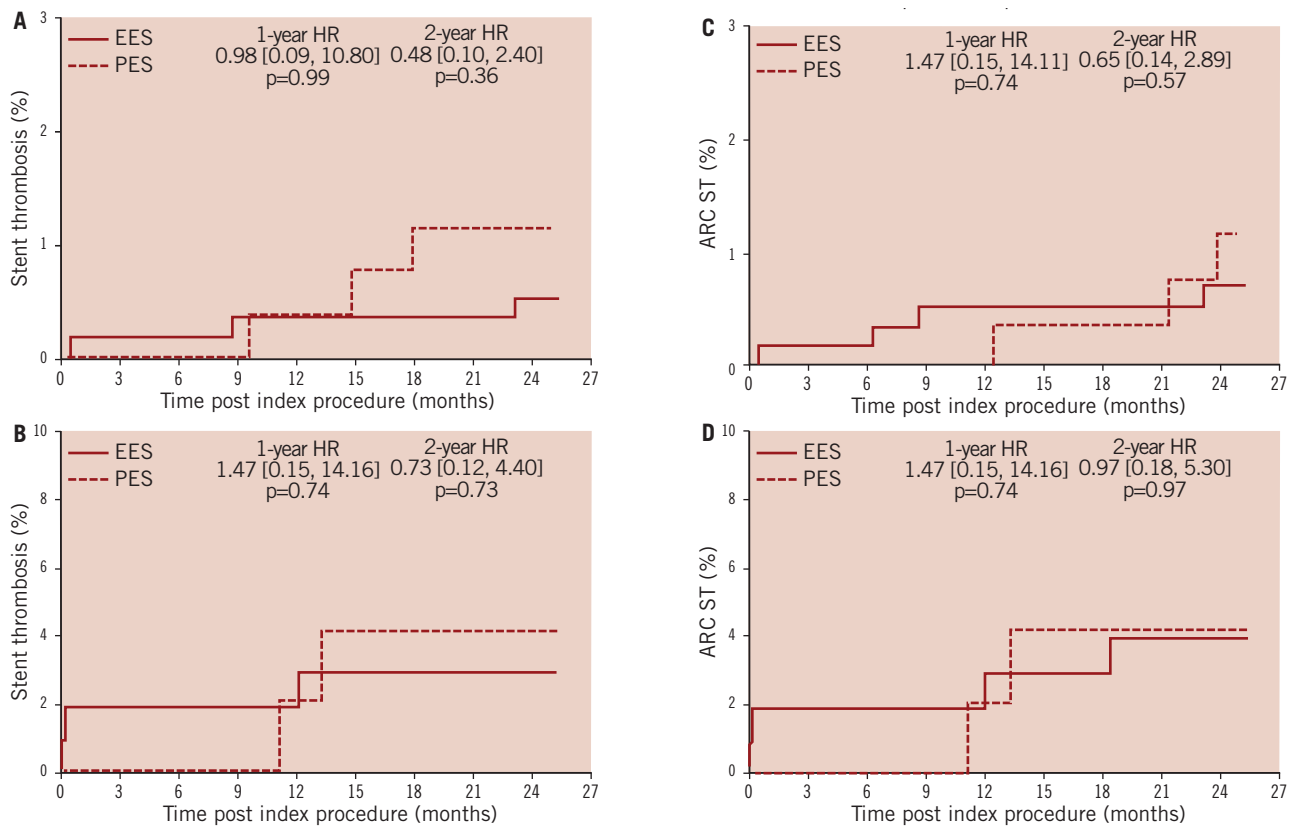 A
3
2
1
0
Stent thrombosis (%)
EES
PES
1-year HR
0.98 [0.09, 10.80]
p=0.99
2-year HR
0.48 [0.10, 2.40]
p=0.36
0 3 6 9 12 15 18 21 24 27
Time post index procedure (months)
C
3
2
1
0
ARC ST (%)
EES
PES
1-year HR
1.47 [0.15, 14.11]
p=0.74
2-year HR
0.65 [0.14, 2.89]
p=0.57
0 3 6 9 12 15 18 21 24 27
Time post index procedure (months)
B
10
8
6
4
2
0
Stent thrombosis (%)
EES
PES
1-year HR
1.47 [0.15, 14.16]
p=0.74
2-year HR
0.73 [0.12, 4.40]
p=0.73
0 3 6 9 12 15 18 21 24 27
Time post index procedure (months)
D
10
8
6
4
2
0
ARC ST (%)
EES
PES
1-year HR
1.47 [0.15, 14.16]
p=0.74
2-year HR
0.97 [0.18, 5.30]
p=0.97
0 3 6 9 12 15 18 21 24 27
Time post index procedure (months)